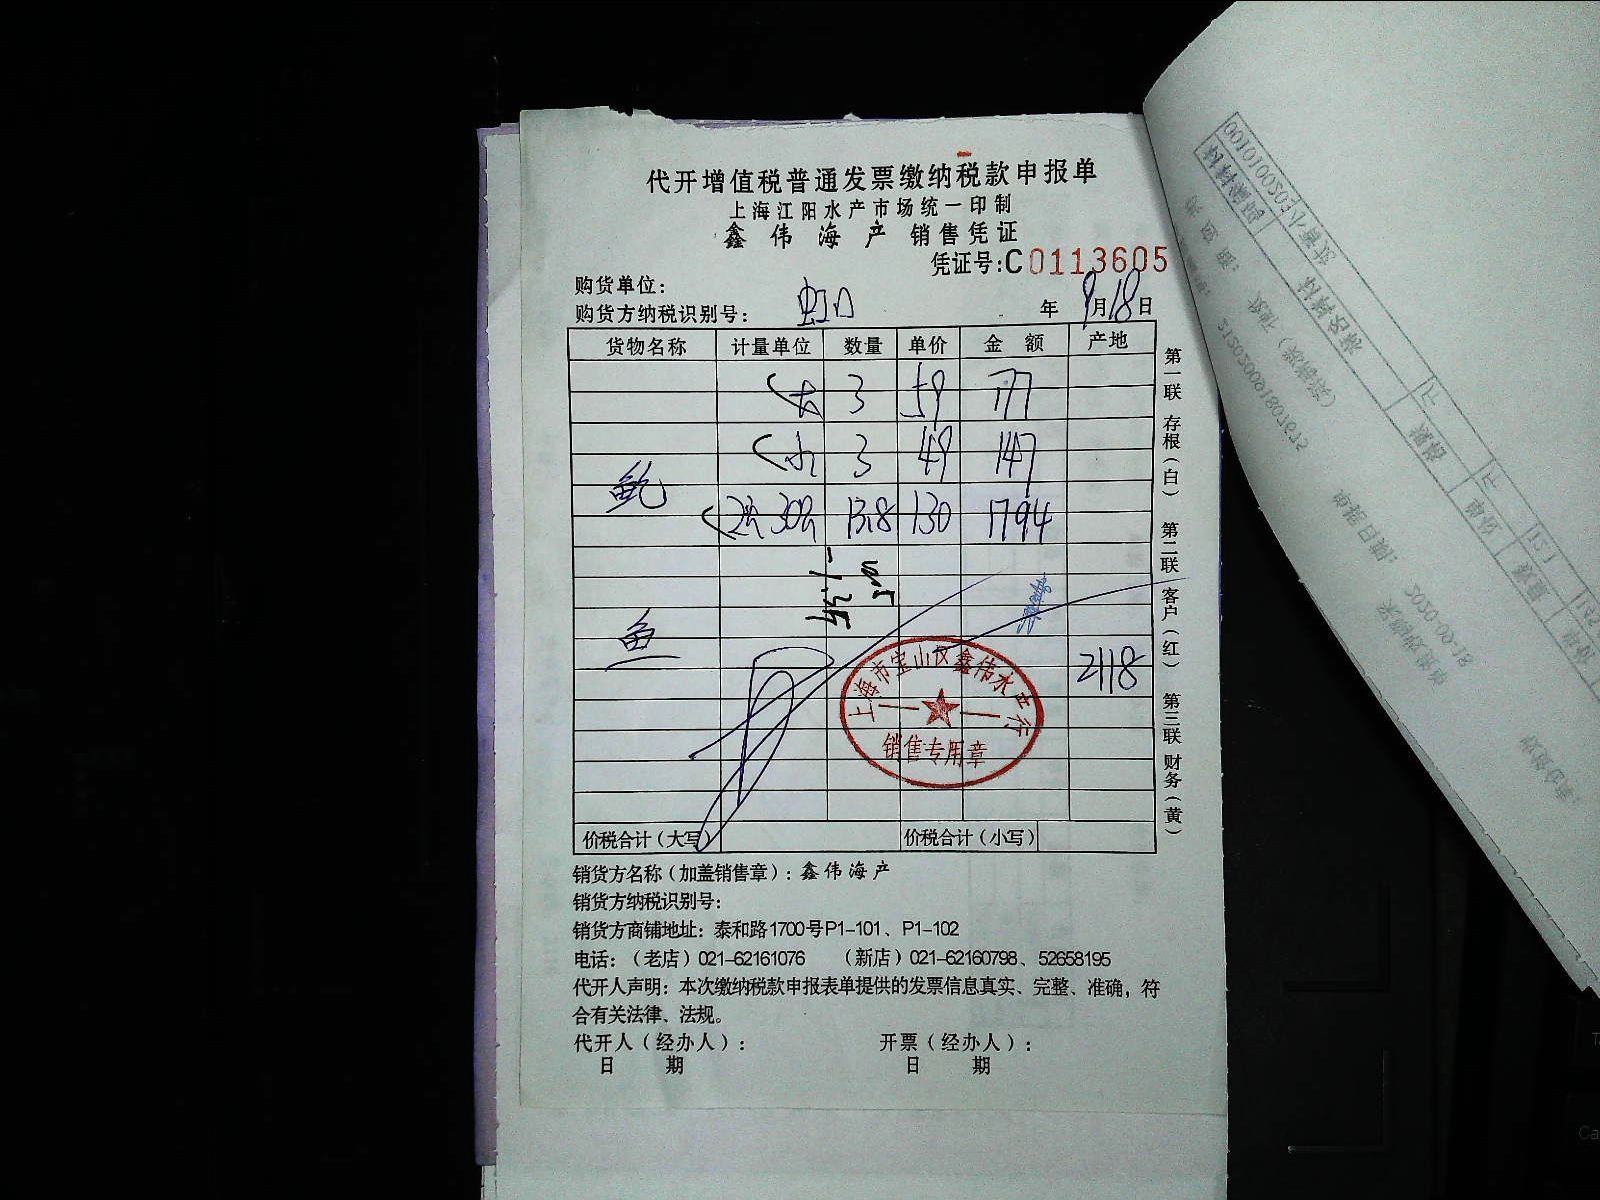 代开增值税普通发票缴纳税款申报单
上海江阳水产市场统一印制
鑫伟海产 销售凭证
凭证号:C0113605
购货单位:
购货方纳税识别号: 虹口 年 9月18日
货物名称 计量单位 数量 单价 金额 产地
大 3 59 177
小 3 49 147
鲍 30 13.8 130 1794
鱼
2118
上海市宝山区鑫伟水产行
销售专用章
价税合计(大写) 价税合计(小写)
销货方名称(加盖销售章):鑫伟海产
销货方纳税识别号:
销货方商铺地址:泰和路1700号P1-101、P1-102
电话:(老店)021-62161076 (新店)021-62160798、52658195
代开人声明:本次缴纳税款申报表单提供的发票信息真实、完整、准确,符
合有关法律、法规。
代开人(经办人): 开票(经办人):
日 期 日 期
第一联 存根(白) 第二联 客户(红) 第三联 财务(黄)